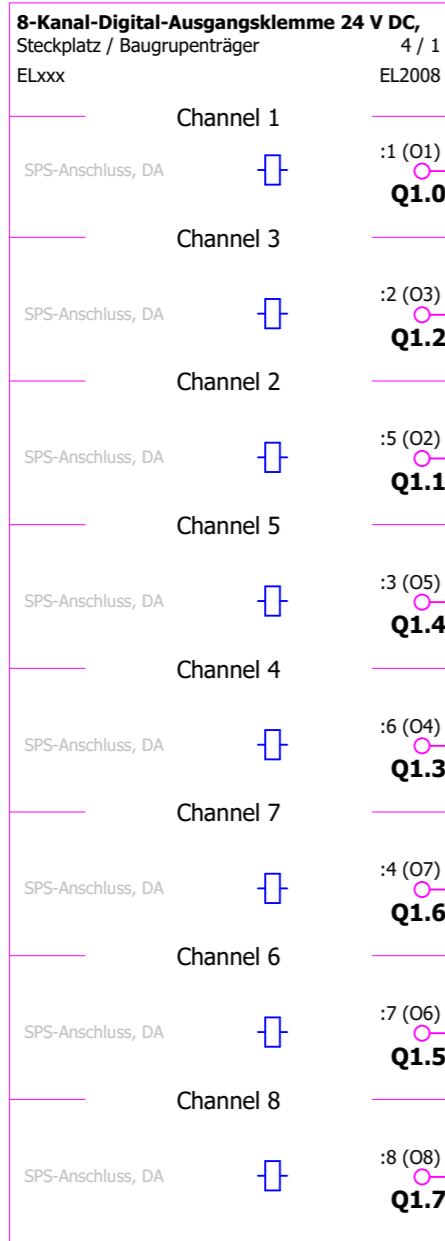 8-Kanal-Digital-Ausgangsklemme 24 V DC,
Steckplatz / Baugrupenträger 4 / 1
ELxxx EL2008
Channel 1
:1 (O1)
SPS-Anschluss, DA
Q1.0
Channel 3
:2 (O3)
SPS-Anschluss, DA
Q1.2
Channel 2
:5 (O2)
SPS-Anschluss, DA
Q1.1
Channel 5
:3 (O5)
SPS-Anschluss, DA
Q1.4
Channel 4
:6 (O4)
SPS-Anschluss, DA
Q1.3
Channel 7
:4 (O7)
SPS-Anschluss, DA
Q1.6
Channel 6
:7 (O6)
SPS-Anschluss, DA
Q1.5
Channel 8
:8 (O8)
SPS-Anschluss, DA
Q1.7